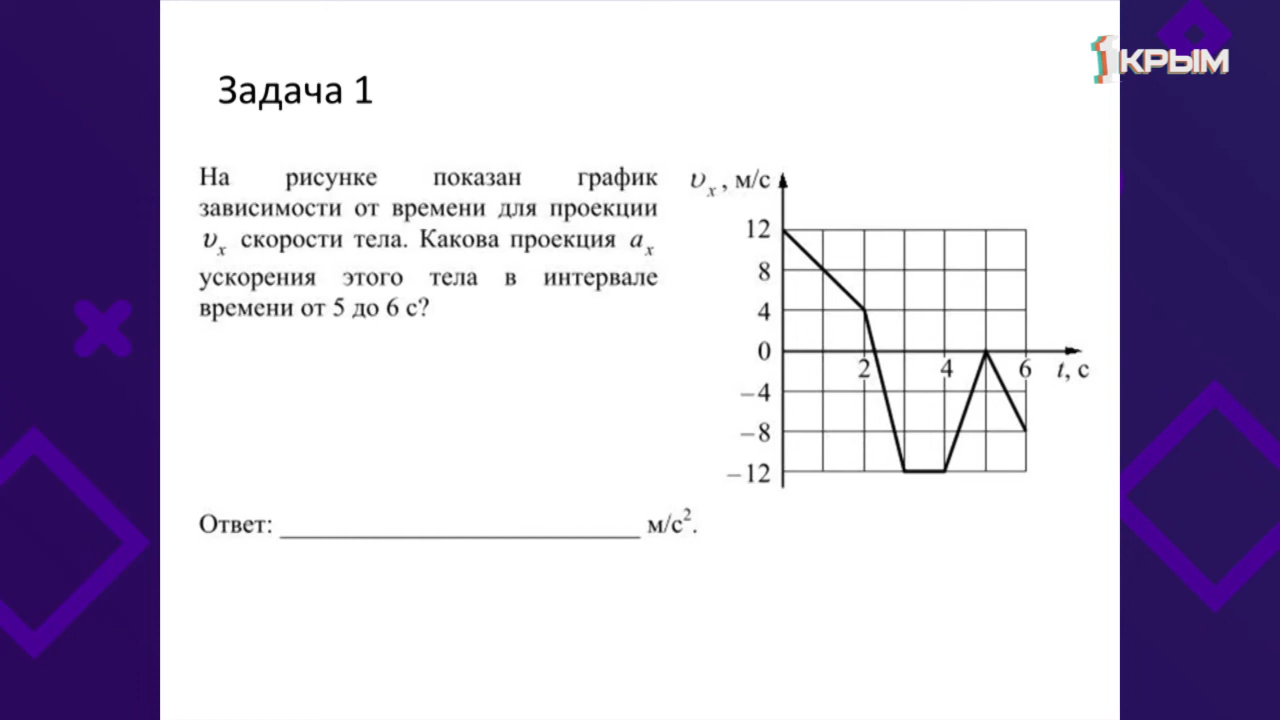 1КРЫМ
Задача 1
На рисунке показан график
зависимости от времени для проекции
υx скорости тела. Какова проекция ax
ускорения этого тела в интервале
времени от 5 до 6 с?
υx, м/с
12
8
4
0
−4
−8
−12
2 4 6 t, с
Ответ: ___________________________ м/с².